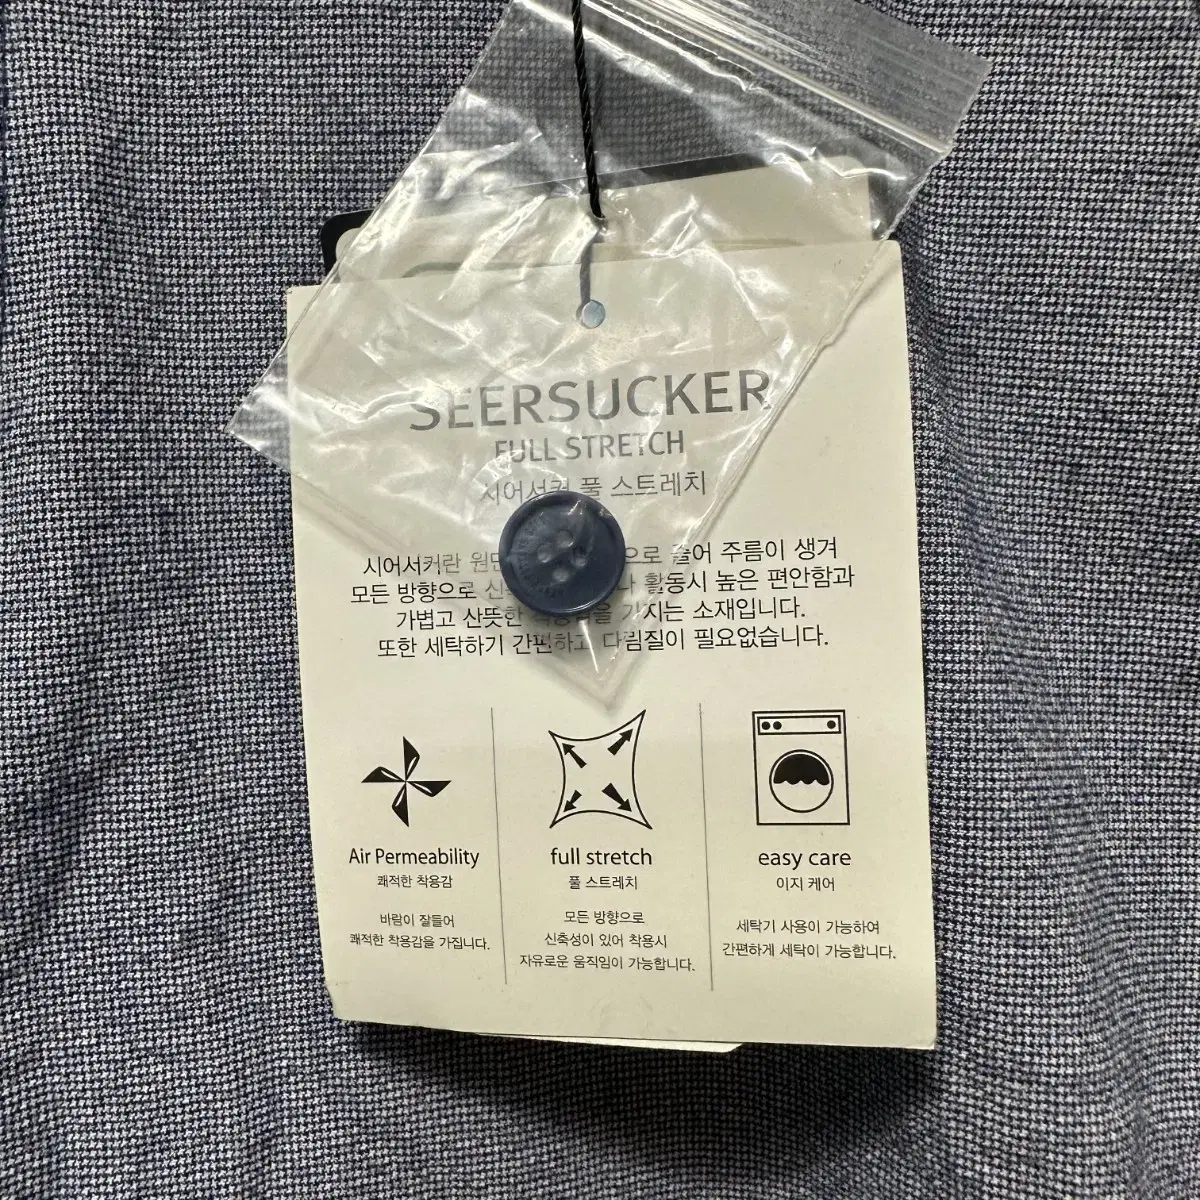 SEERSUCKER
FULL STRETCH
시어서커 풀 스트레치
시어서커란 으로 들어 주름이 생겨
모든 방향으로 활동시 높은 편안함과
가볍고 산뜻한 가지는 소재입니다.
또한 세탁하기 간편하고 다림질이 필요없습니다.
Air Permeability
쾌적한 착용감
바람이 잘들어
쾌적한 착용감을 가집니다.
full stretch
풀 스트레치
모든 방향으로
신축성이 있어 착용시
자유로운 움직임이 가능합니다.
easy care
이지 케어
세탁기 사용이 가능하여
간편하게 세탁이 가능합니다.